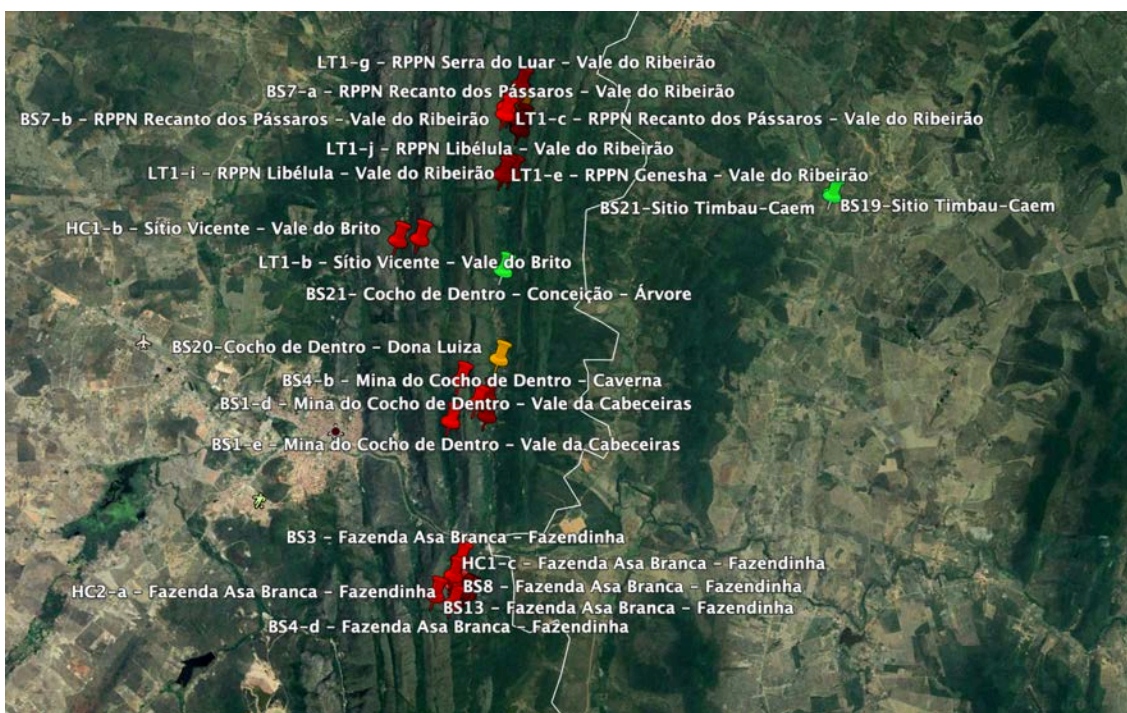 LT1-g – RPPN Serra do Luar – Vale do Ribeirão
BS7-a – RPPN Recanto dos Pássaros – Vale do Ribeirão
BS7-b – RPPN Recanto dos Pássaros – Vale do Ribeirão
LT1-c – RPPN Recanto dos Pássaros – Vale do Ribeirão
LT1-j – RPPN Libélula – Vale do Ribeirão
LT1-i – RPPN Libélula – Vale do Ribeirão
LT1-e – RPPN Genesha – Vale do Ribeirão
BS21-Sitio Timbau-Caem
BS19-Sitio Timbau-Caem
HC1-b – Sítio Vicente – Vale do Brito
LT1-b – Sítio Vicente – Vale do Brito
BS21- Cocho de Dentro – Conceição – Árvore
BS20-Cocho de Dentro – Dona Luiza
BS4-b – Mina do Cocho de Dentro – Caverna
BS1-d – Mina do Cocho de Dentro – Vale da Cabeceiras
BS1-e – Mina do Cocho de Dentro – Vale da Cabeceiras
BS3 – Fazenda Asa Branca – Fazendinha
HC1-c – Fazenda Asa Branca – Fazendinha
HC2-a – Fazenda Asa Branca – Fazendinha
BS8 – Fazenda Asa Branca – Fazendinha
BS13 – Fazenda Asa Branca – Fazendinha
BS4-d – Fazenda Asa Branca – Fazendinha